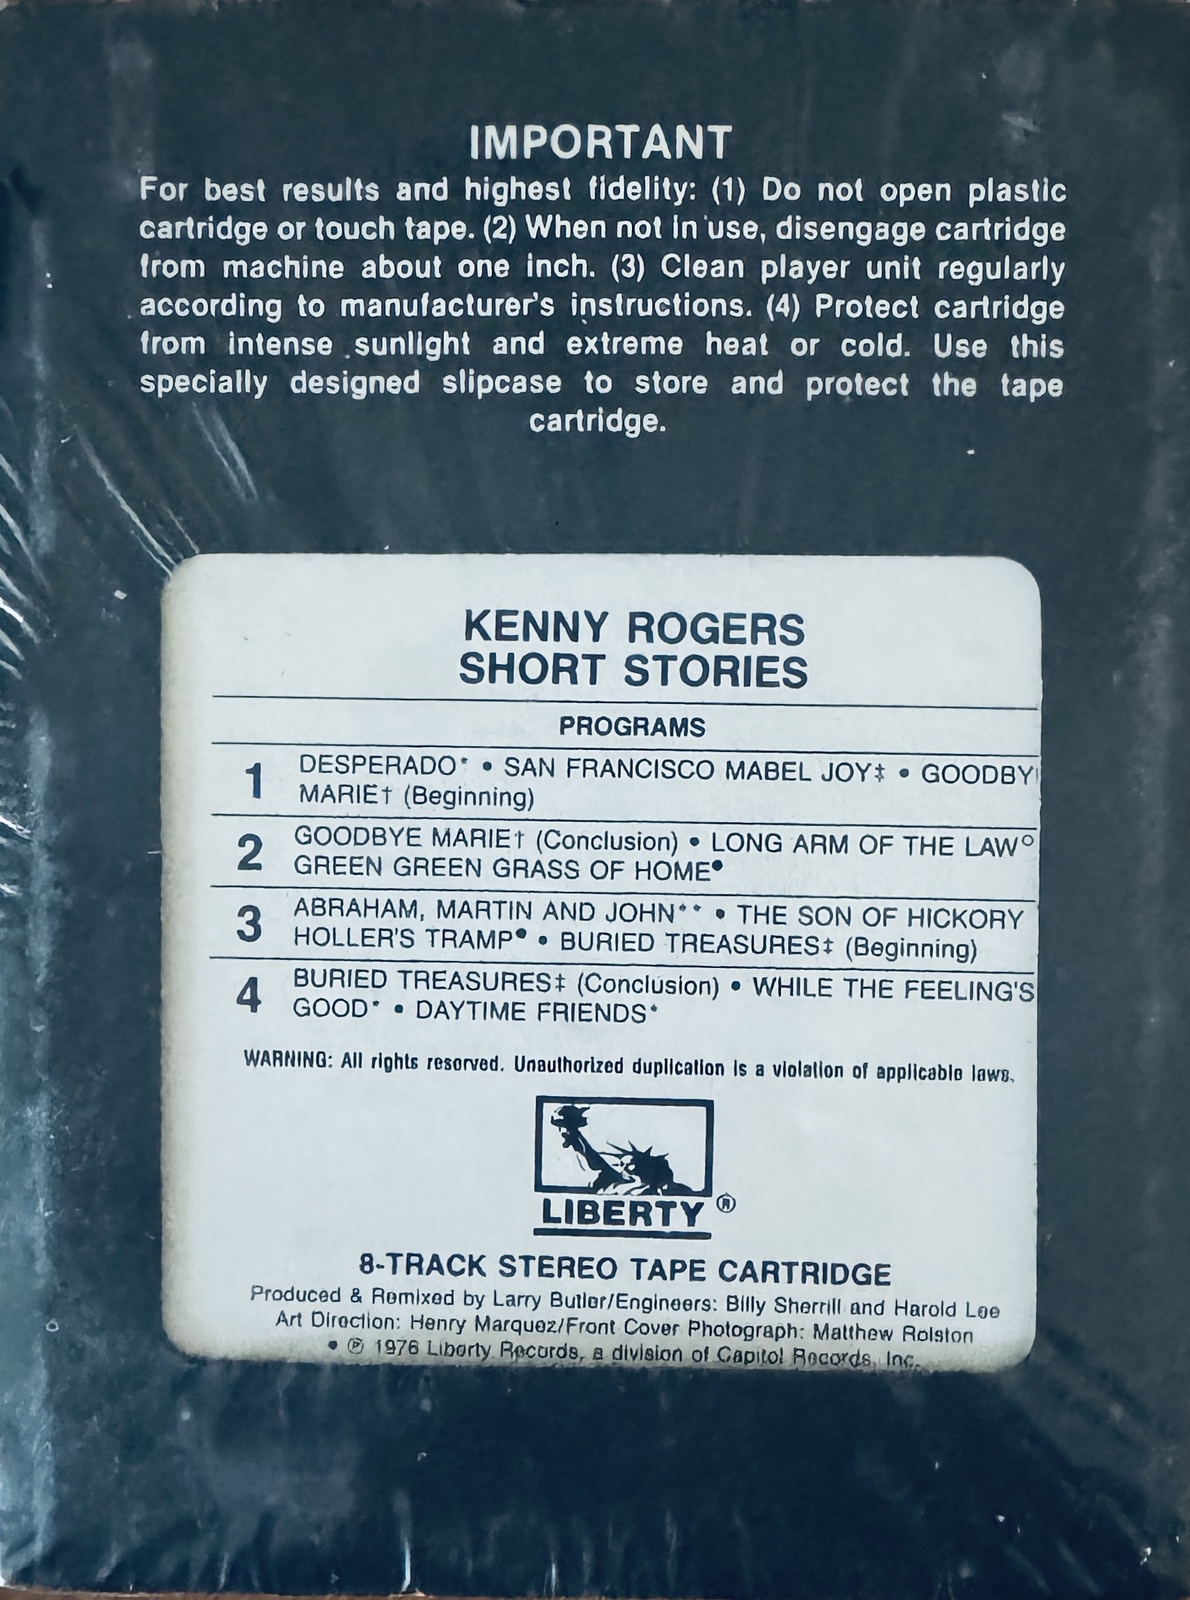 IMPORTANT
For best results and highest fidelity: (1) Do not open plastic
cartridge or touch tape. (2) When not in use, disengage cartridge
from machine about one inch. (3) Clean player unit regularly
according to manufacturer's instructions. (4) Protect cartridge
from intense sunlight and extreme heat or cold. Use this
specially designed slipcase to store and protect the tape
cartridge.
KENNY ROGERS
SHORT STORIES
PROGRAMS
1 DESPERADO* • SAN FRANCISCO MABEL JOY‡ • GOODBY
MARIE† (Beginning)
2 GOODBYE MARIE† (Conclusion) • LONG ARM OF THE LAW°
GREEN GREEN GRASS OF HOME•
3 ABRAHAM, MARTIN AND JOHN** • THE SON OF HICKORY
HOLLER'S TRAMP• • BURIED TREASURES‡ (Beginning)
4 BURIED TREASURES‡ (Conclusion) • WHILE THE FEELING'S
GOOD* • DAYTIME FRIENDS*
WARNING: All rights reserved. Unauthorized duplication is a violation of applicable laws.
LIBERTY ®
8-TRACK STEREO TAPE CARTRIDGE
Produced & Remixed by Larry Butler/Engineers: Billy Sherrill and Harold Lee
Art Direction: Henry Marquez/Front Cover Photograph: Matthew Rolston
• ℗ 1976 Liberty Records, a division of Capitol Records, Inc.